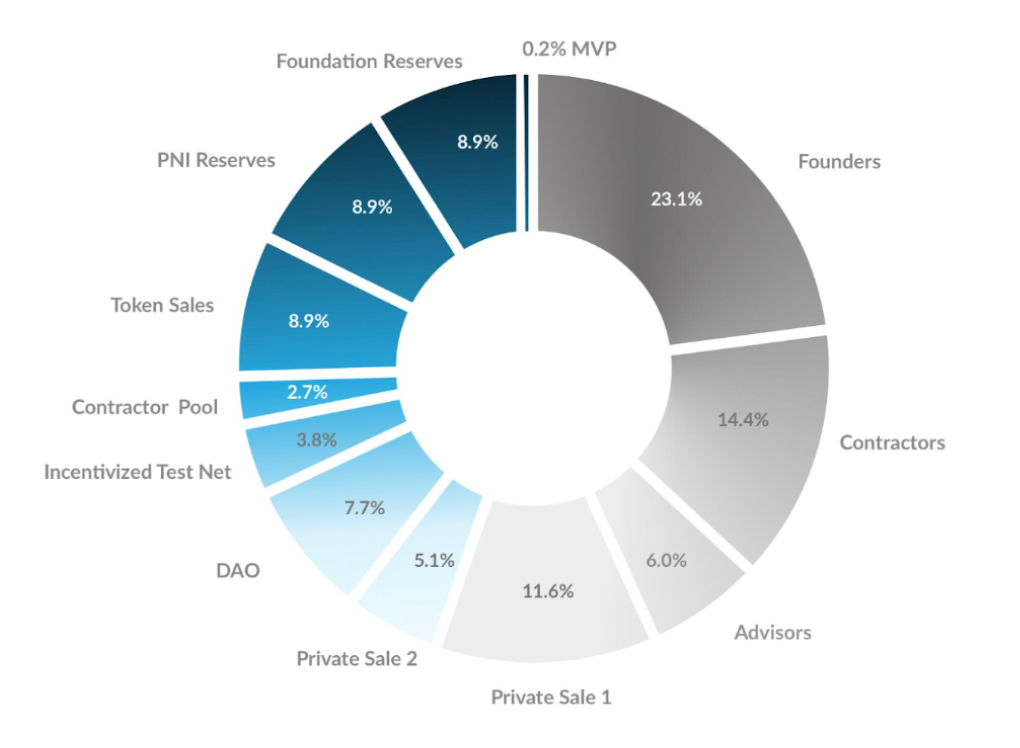 0.2% MVP
Foundation Reserves
8.9%
Founders
23.1%
PNI Reserves
8.9%
Token Sales
8.9%
Contractor Pool
2.7%
Incentivized Test Net
3.8%
Contractors
14.4%
DAO
7.7%
Private Sale 2
5.1%
Private Sale 1
11.6%
Advisors
6.0%